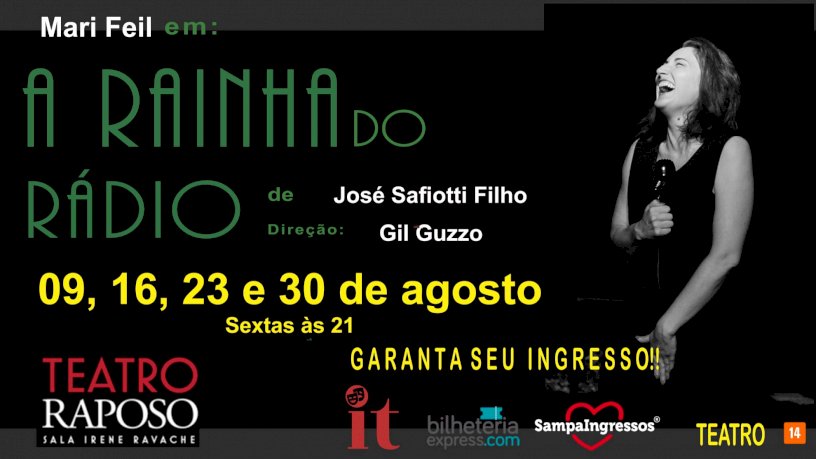 Mari Feil em:
A RAINHA DO
RÁDIO
de José Safiotti Filho
Direção: Gil Guzzo
09, 16, 23 e 30 de agosto
Sextas às 21
GARANTA SEU INGRESSO!!
TEATRO
RAPOSO
SALA IRENE RAVACHE
it
bilheteria
express.com
SampaIngressos®
TEATRO 14